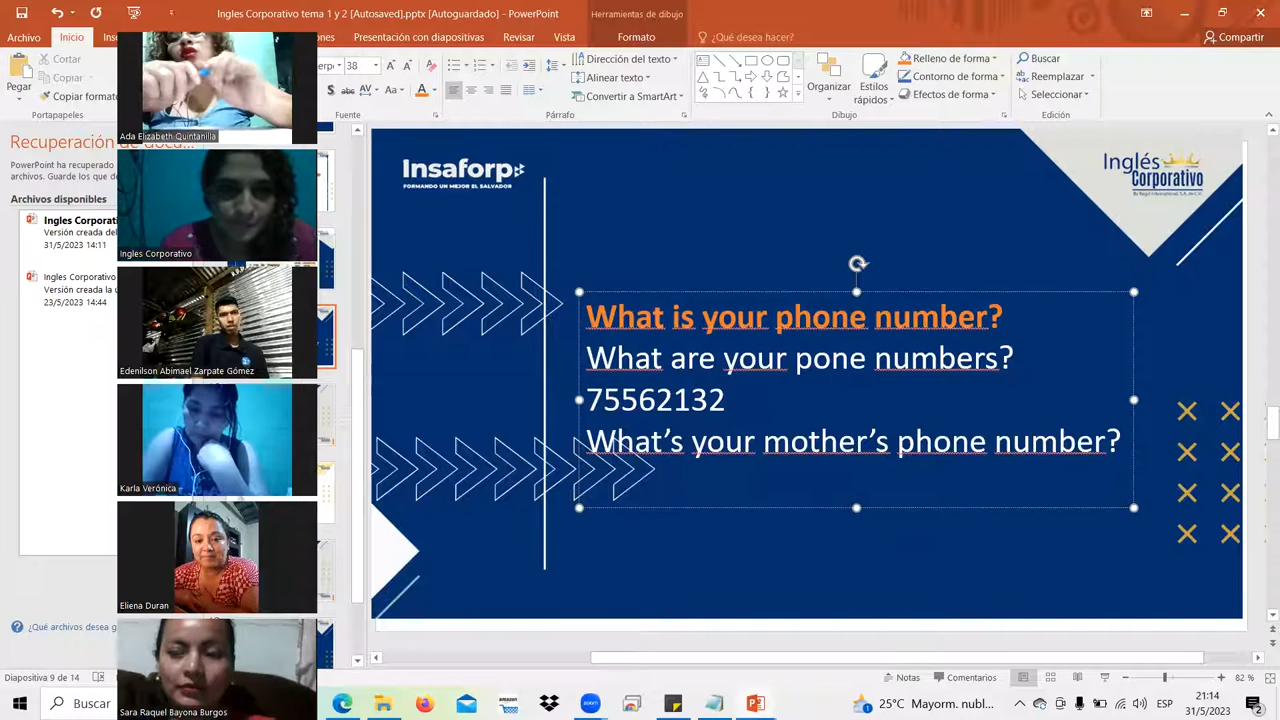 es 1 y 2 [Autosaved].pptx [Autoguardado] - PowerPoint
Herramientas de dibujo
Archivo
Inicio
Presentación con diapositivas
Revisar
Vista
Formato
¿Qué desea hacer?
Compartir
Pegar
Cortar
Copiar
Copiar formato
Portapapeles
38
Fuente
Párrafo
Dirección del texto
Alinear texto
Convertir a SmartArt
Organizar
Estilos
rápidos
Relleno de forma
Contorno de forma
Efectos de forma
Dibujo
Buscar
Reemplazar
Seleccionar
Edición
Recuperación de docu...
PowerPoint ha recuperado
archivos. Guarde los que de
Archivos disponibles
Ingles Corporativo
Versión creada del
31/5/2023 14:11
Versión creada la u
31/5/2023 14:44
¿Qué archivos desea g
Ada Elizabeth Quintanilla
Ingles Corporativo
Edenilson Abimael Zarpate Gómez
Karla Verónica
Eliena Duran
Sara Raquel Bayona Burgos
Insaforp
FORMANDO UN MEJOR EL SALVADOR
Inglés
Corporativo
What is your phone number?
What are your pone numbers?
75562132
What's your mother's phone number?
Diapositiva 9 de 14
Notas
Comentarios
82 %
Buscar
amazon
zoom
23°C
Mayorm. nubl...
ESP
21:14
31/5/2023
2